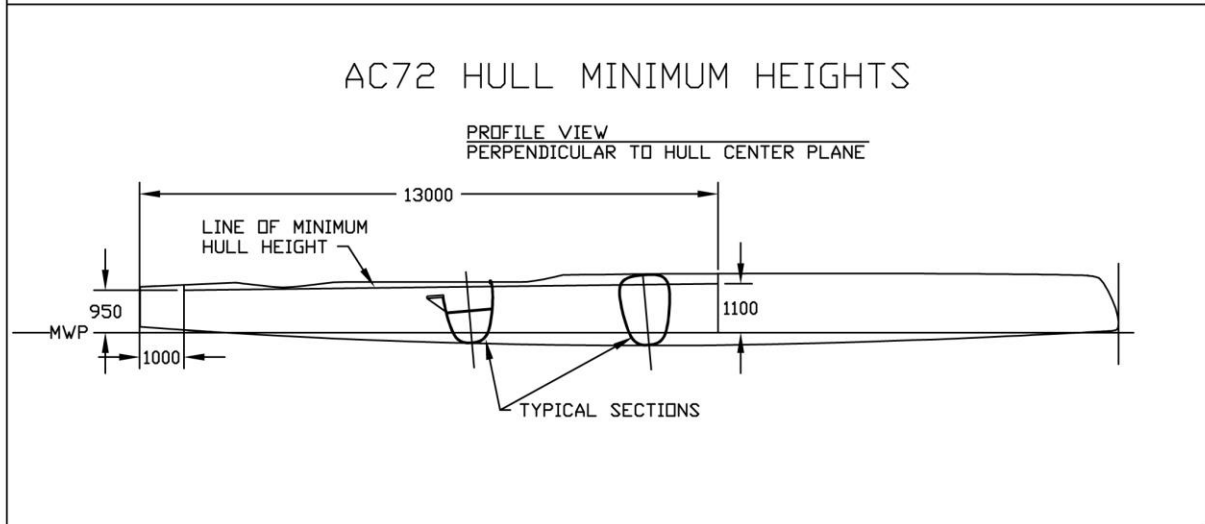 AC72 HULL MINIMUM HEIGHTS
PROFILE VIEW
PERPENDICULAR TO HULL CENTER PLANE
13000
LINE OF MINIMUM
HULL HEIGHT
950
1100
MWP
1000
TYPICAL SECTIONS